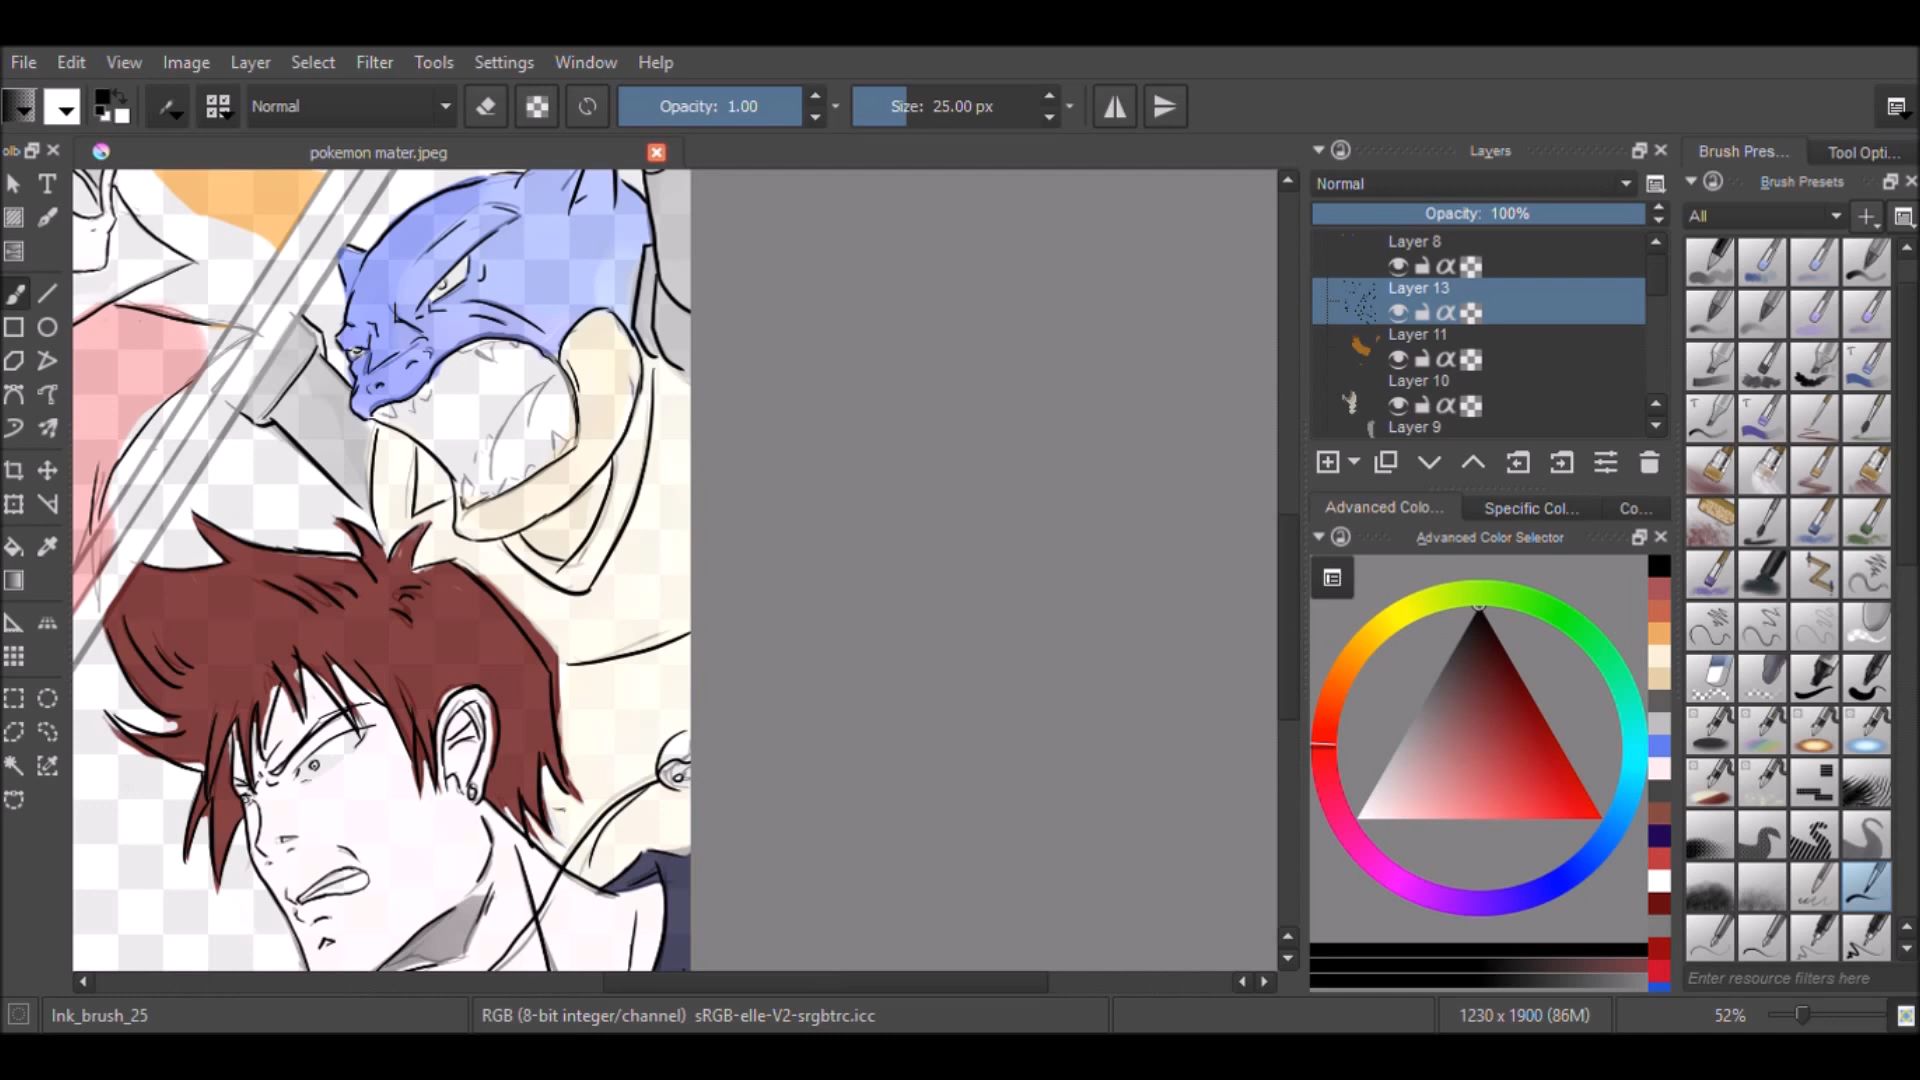 File Edit View Image Layer Select Filter Tools Settings Window Help
Normal Opacity: 1.00 Size: 25.00 px
pokemon mater.jpeg
Layers
Brush Pres... Tool Opti...
Normal
Brush Presets
Opacity: 100%
All
Layer 8
Layer 13
Layer 11
Layer 10
Layer 9
Advanced Colo... Specific Col... Co...
Advanced Color Selector
Enter resource filters here
Ink_brush_25
RGB (8-bit integer/channel) sRGB-elle-V2-srgbtrc.icc
1230 x 1900 (86M)
52%